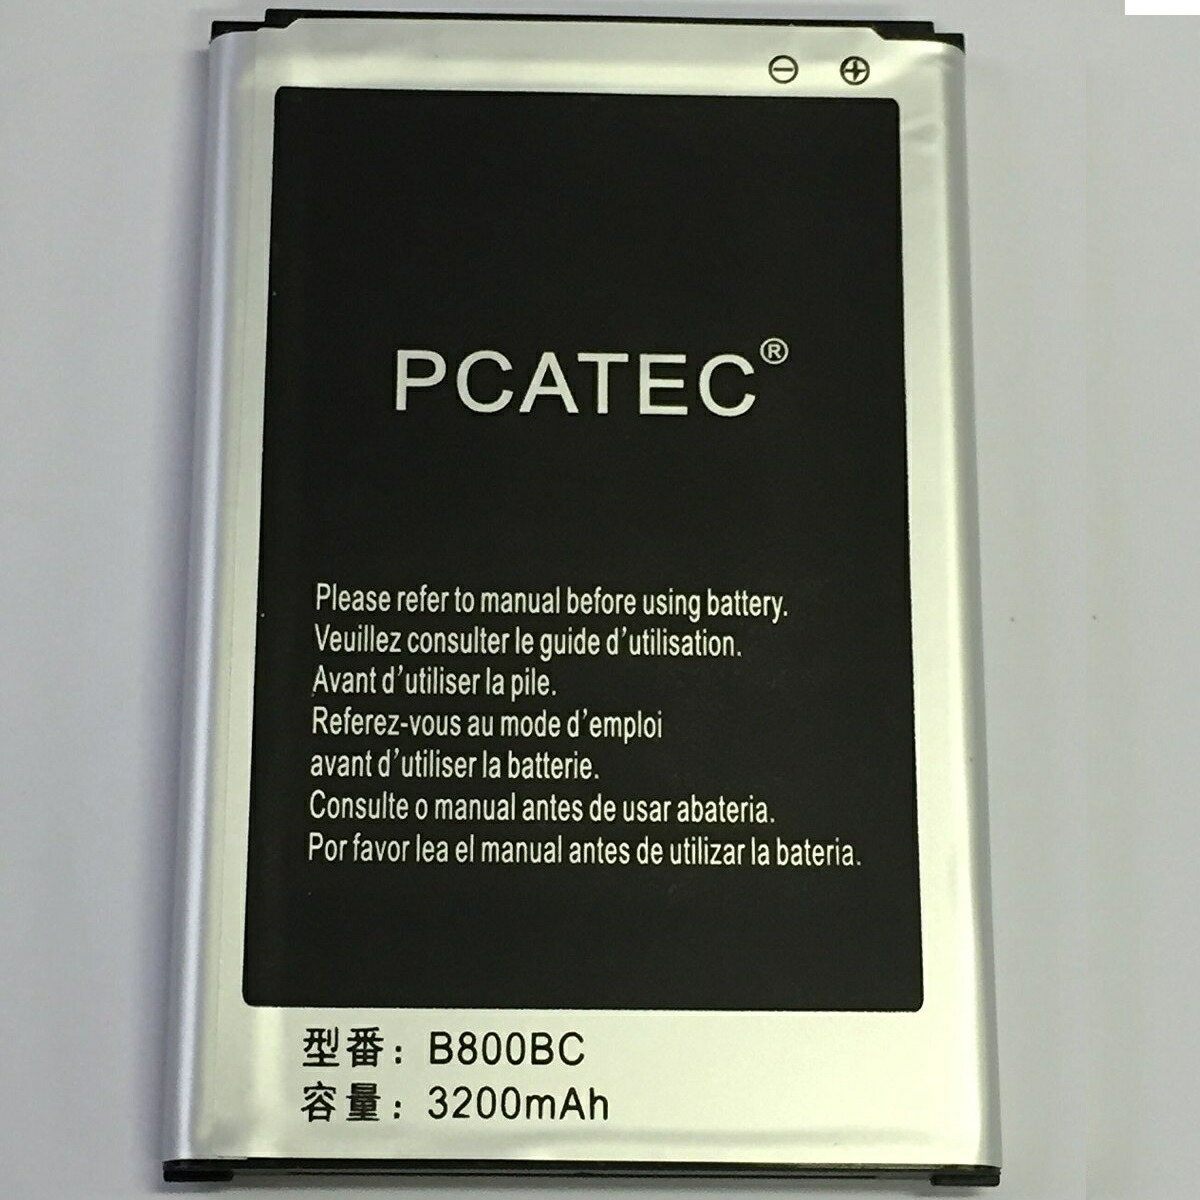 ⊖ ⊕
PCATEC®
Please refer to manual before using battery.
Veuillez consulter le guide d'utilisation.
Avant d'utiliser la pile.
Referez-vous au mode d'emploi
avant d'utiliser la batterie.
Consulte o manual antes de usar abateria.
Por favor lea el manual antes de utilizar la bateria.
型番: B800BC
容量: 3200mAh